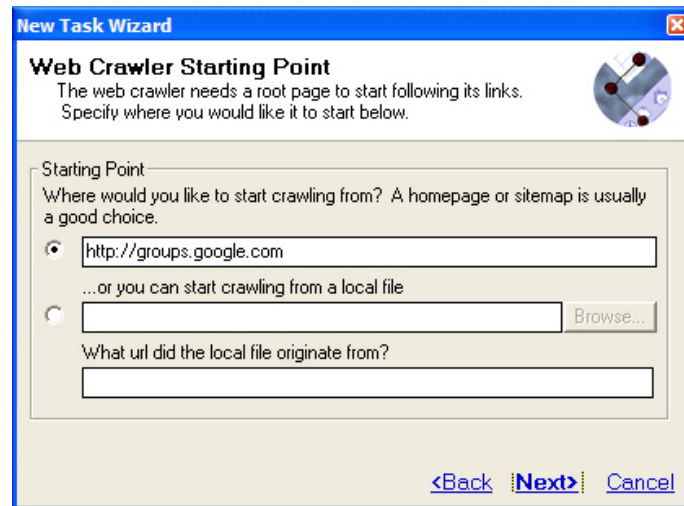 New Task Wizard
Web Crawler Starting Point
The web crawler needs a root page to start following its links.
Specify where you would like it to start below.
Starting Point
Where would you like to start crawling from? A homepage or sitemap is usually
a good choice.
http://groups.google.com
...or you can start crawling from a local file
Browse...
What url did the local file originate from?
<Back Next> Cancel